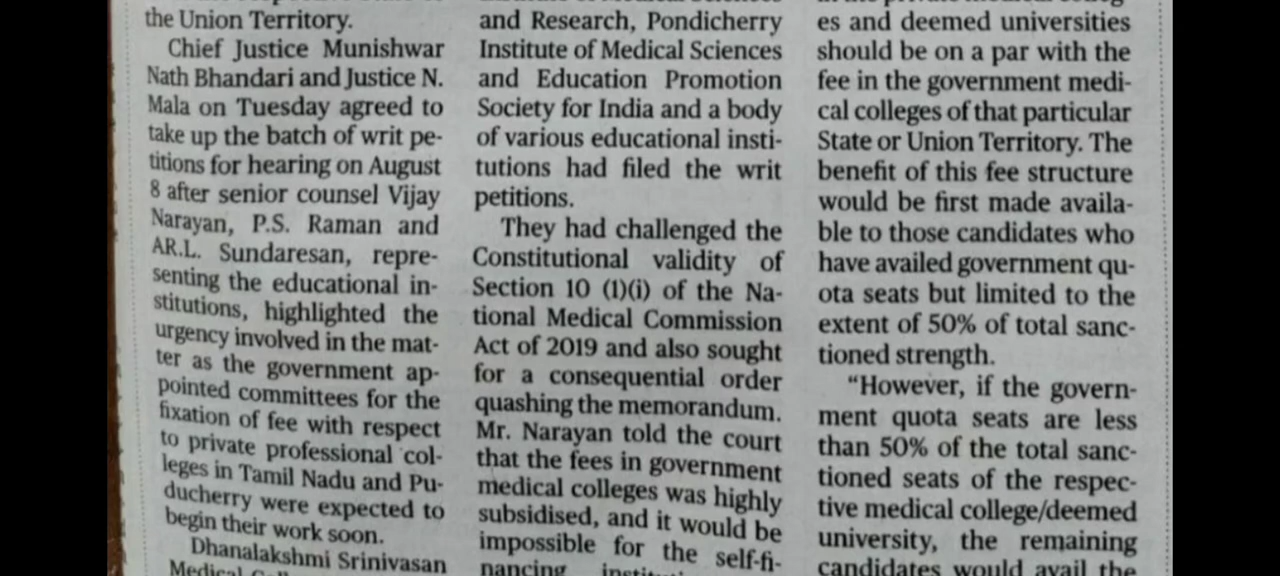 the Union Territory.
Chief Justice Munishwar
Nath Bhandari and Justice N.
Mala on Tuesday agreed to
take up the batch of writ pe-
titions for hearing on August
8 after senior counsel Vijay
Narayan, P.S. Raman and
AR.L. Sundaresan, repre-
senting the educational in-
stitutions, highlighted the
urgency involved in the mat-
ter as the government ap-
pointed committees for the
fixation of fee with respect
to private professional col-
leges in Tamil Nadu and Pu-
ducherry were expected to
begin their work soon.
Dhanalakshmi Srinivasan
Medical
and Research, Pondicherry
Institute of Medical Sciences
and Education Promotion
Society for India and a body
of various educational insti-
tutions had filed the writ
petitions.
They had challenged the
Constitutional validity of
Section 10 (1)(i) of the Na-
tional Medical Commission
Act of 2019 and also sought
for a consequential order
quashing the memorandum.
Mr. Narayan told the court
that the fees in government
medical colleges was highly
subsidised, and it would be
impossible for the self-fi-
nancing
es and deemed universities
should be on a par with the
fee in the government medi-
cal colleges of that particular
State or Union Territory. The
benefit of this fee structure
would be first made availa-
ble to those candidates who
have availed government qu-
ota seats but limited to the
extent of 50% of total sanc-
tioned strength.
“However, if the govern-
ment quota seats are less
than 50% of the total sanc-
tioned seats of the respec-
tive medical college/deemed
university, the remaining
candidates would avail the